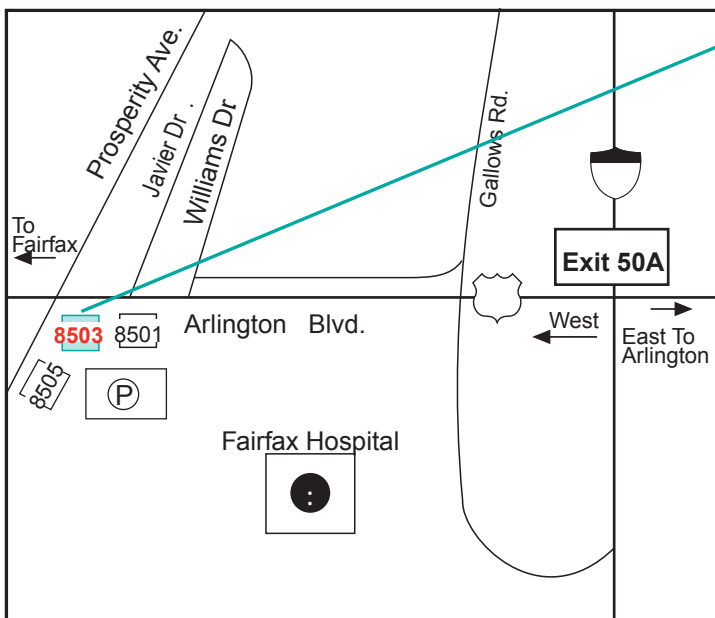 Prosperity Ave.
Javier Dr .
Williams Dr
Gallows Rd.
To
Fairfax
Exit 50A
8503
8501
Arlington Blvd.
West
East To
Arlington
8505
P
Fairfax Hospital
: